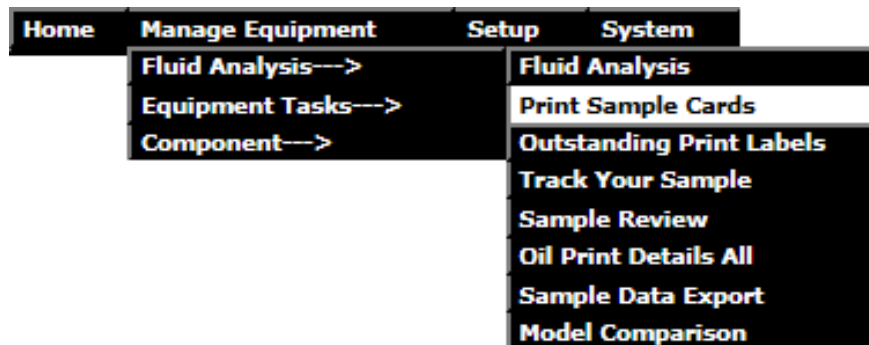 Home Manage Equipment Setup System
Fluid Analysis--->
Equipment Tasks--->
Component--->
Fluid Analysis
Print Sample Cards
Outstanding Print Labels
Track Your Sample
Sample Review
Oil Print Details All
Sample Data Export
Model Comparison